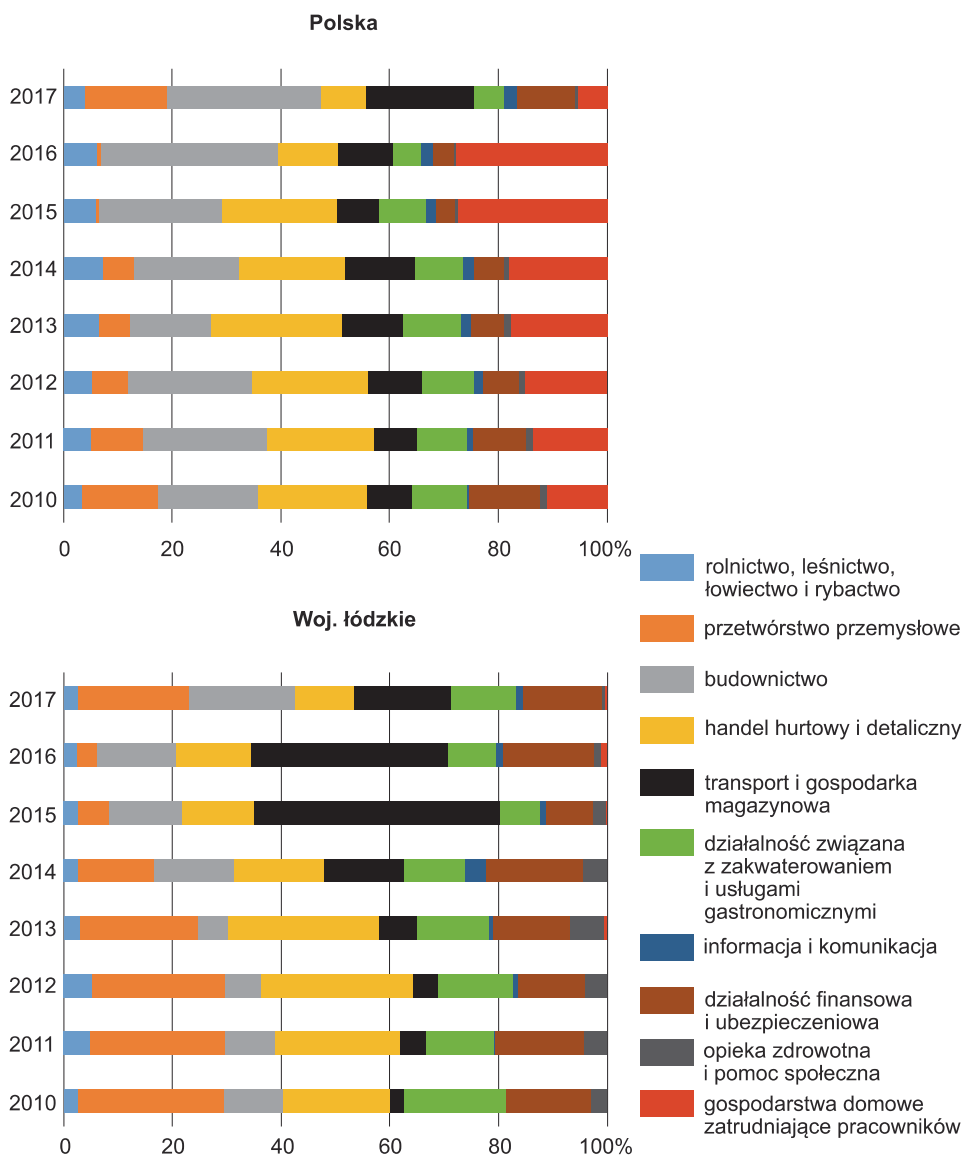 Polska
2017
2016
2015
2014
2013
2012
2011
2010
0 20 40 60 80 100%
Woj. łódzkie
2017
2016
2015
2014
2013
2012
2011
2010
0 20 40 60 80 100%
rolnictwo, leśnictwo,
łowiectwo i rybactwo
przetwórstwo przemysłowe
budownictwo
handel hurtowy i detaliczny
transport i gospodarka
magazynowa
działalność związana
z zakwaterowaniem
i usługami
gastronomicznymi
informacja i komunikacja
działalność finansowa
i ubezpieczeniowa
opieka zdrowotna
i pomoc społeczna
gospodarstwa domowe
zatrudniające pracowników